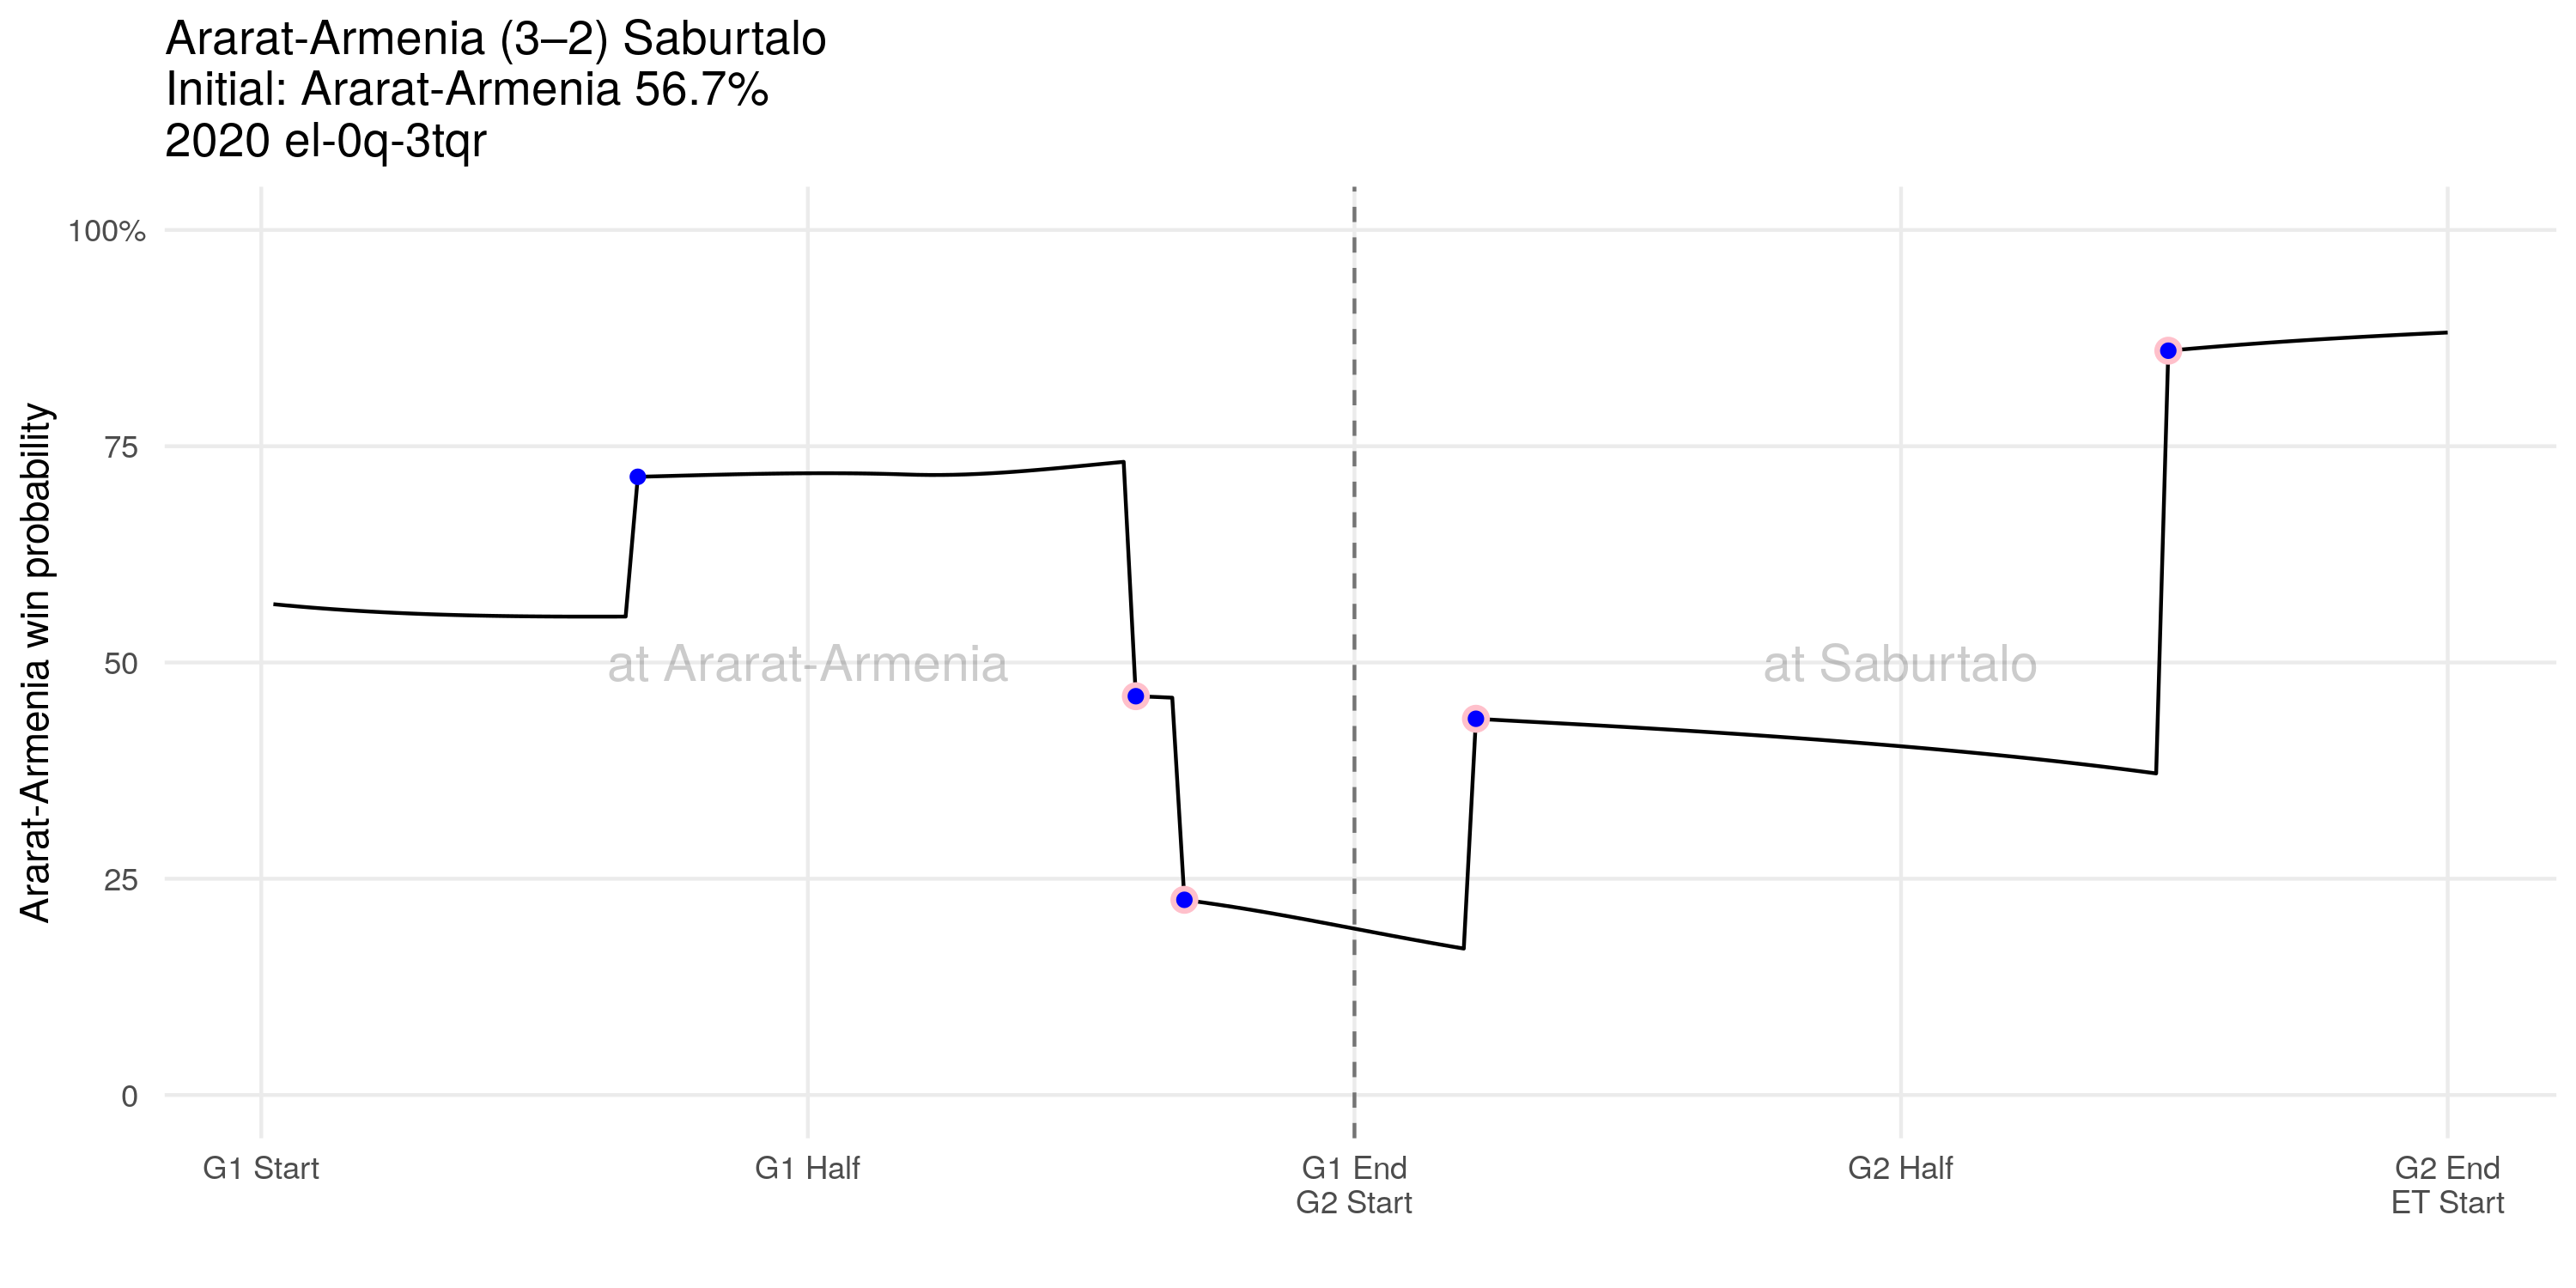 Ararat-Armenia (3–2) Saburtalo
Initial: Ararat-Armenia 56.7%
2020 el-0q-3tqr
Ararat-Armenia win probability
100%
75
50
25
0
at Ararat-Armenia
at Saburtalo
G1 Start
G1 Half
G1 End
G2 Start
G2 Half
G2 End
ET Start